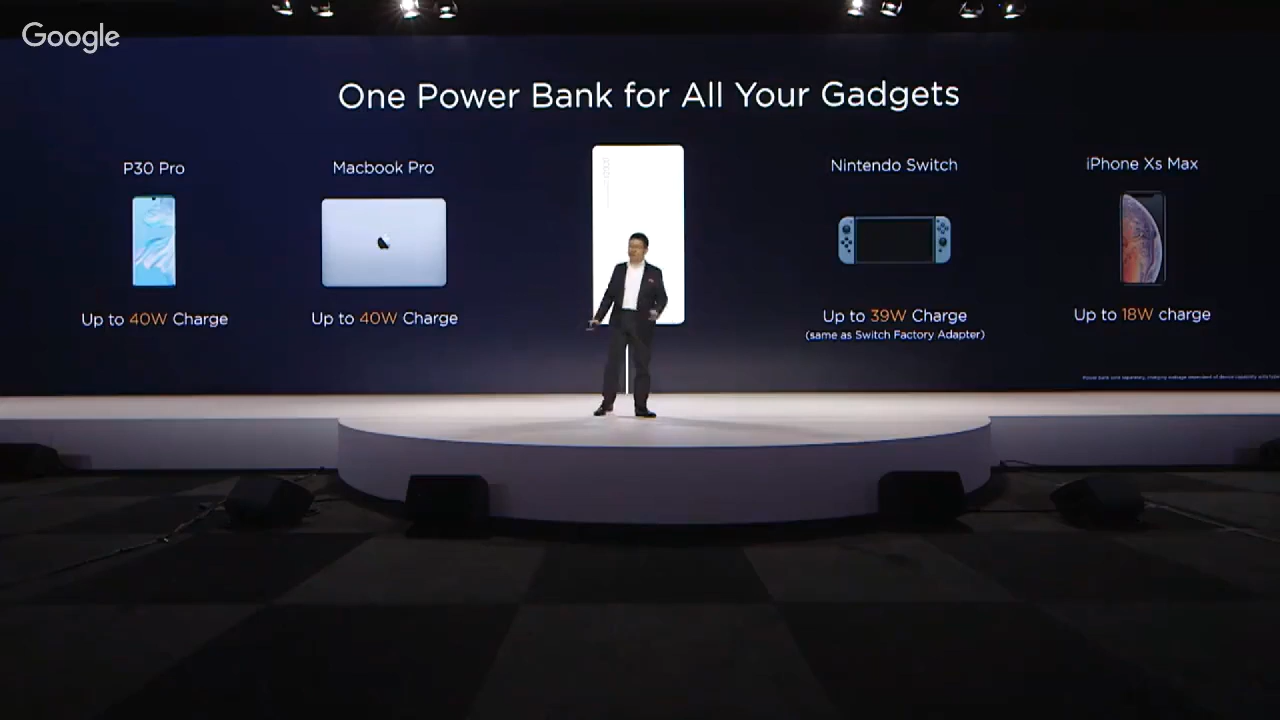 Google
One Power Bank for All Your Gadgets
P30 Pro
Up to 40W Charge
Macbook Pro
Up to 40W Charge
Nintendo Switch
Up to 39W Charge
(same as Switch Factory Adapter)
iPhone Xs Max
Up to 18W charge